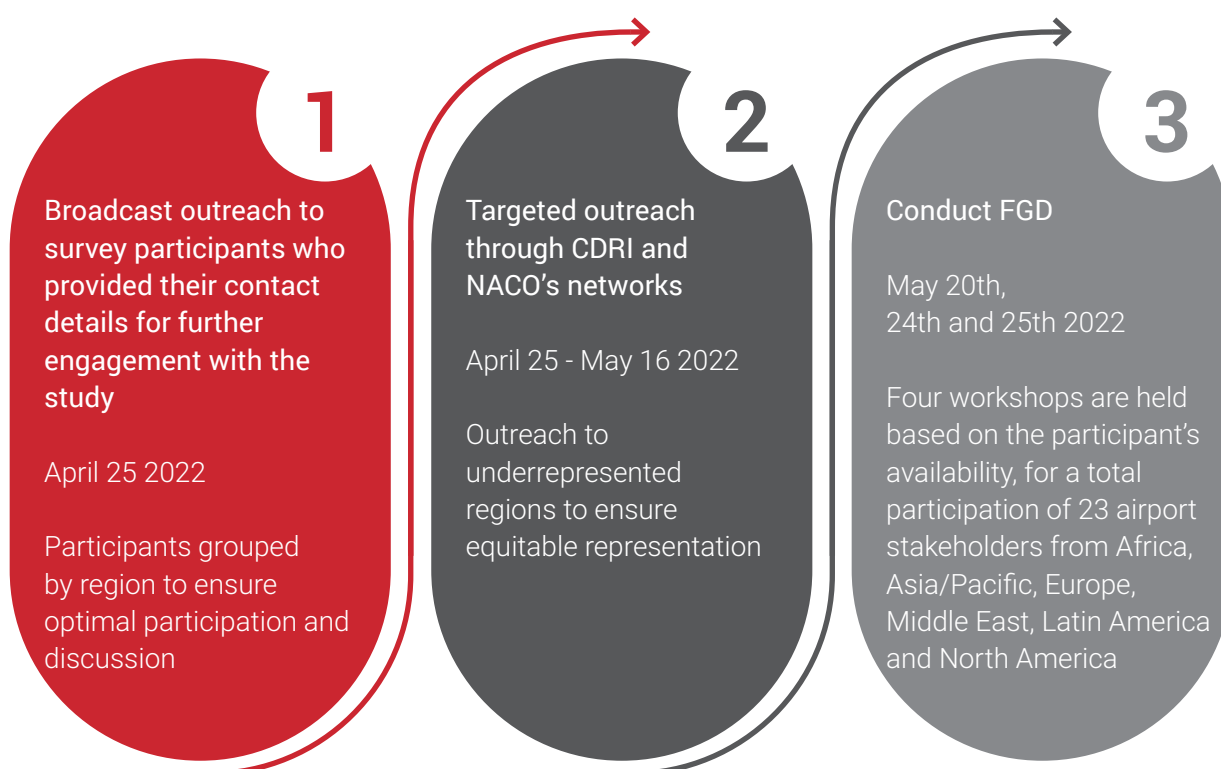 1
Broadcast outreach to
survey participants who
provided their contact
details for further
engagement with the
study
April 25 2022
Participants grouped
by region to ensure
optimal participation and
discussion
2
Targeted outreach
through CDRI and
NACO’s networks
April 25 - May 16 2022
Outreach to
underrepresented
regions to ensure
equitable representation
3
Conduct FGD
May 20th,
24th and 25th 2022
Four workshops are held
based on the participant’s
availability, for a total
participation of 23 airport
stakeholders from Africa,
Asia/Pacific, Europe,
Middle East, Latin America
and North America